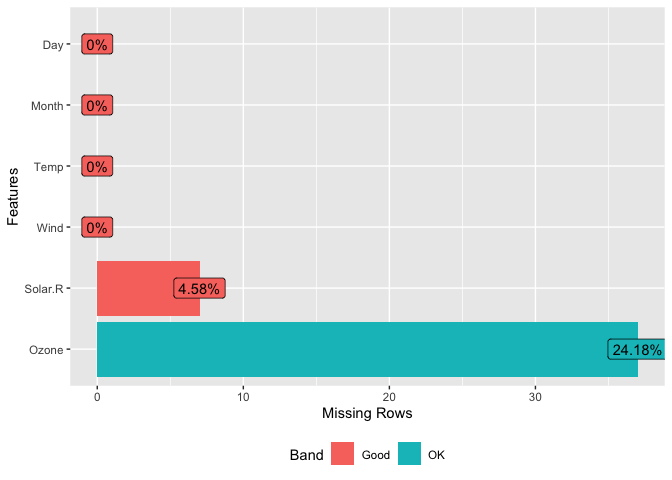 Day
0%
Month
0%
Temp
0%
Wind
0%
Solar.R
4.58%
Ozone
24.18%
Features
0 10 20 30
Missing Rows
Band Good OK